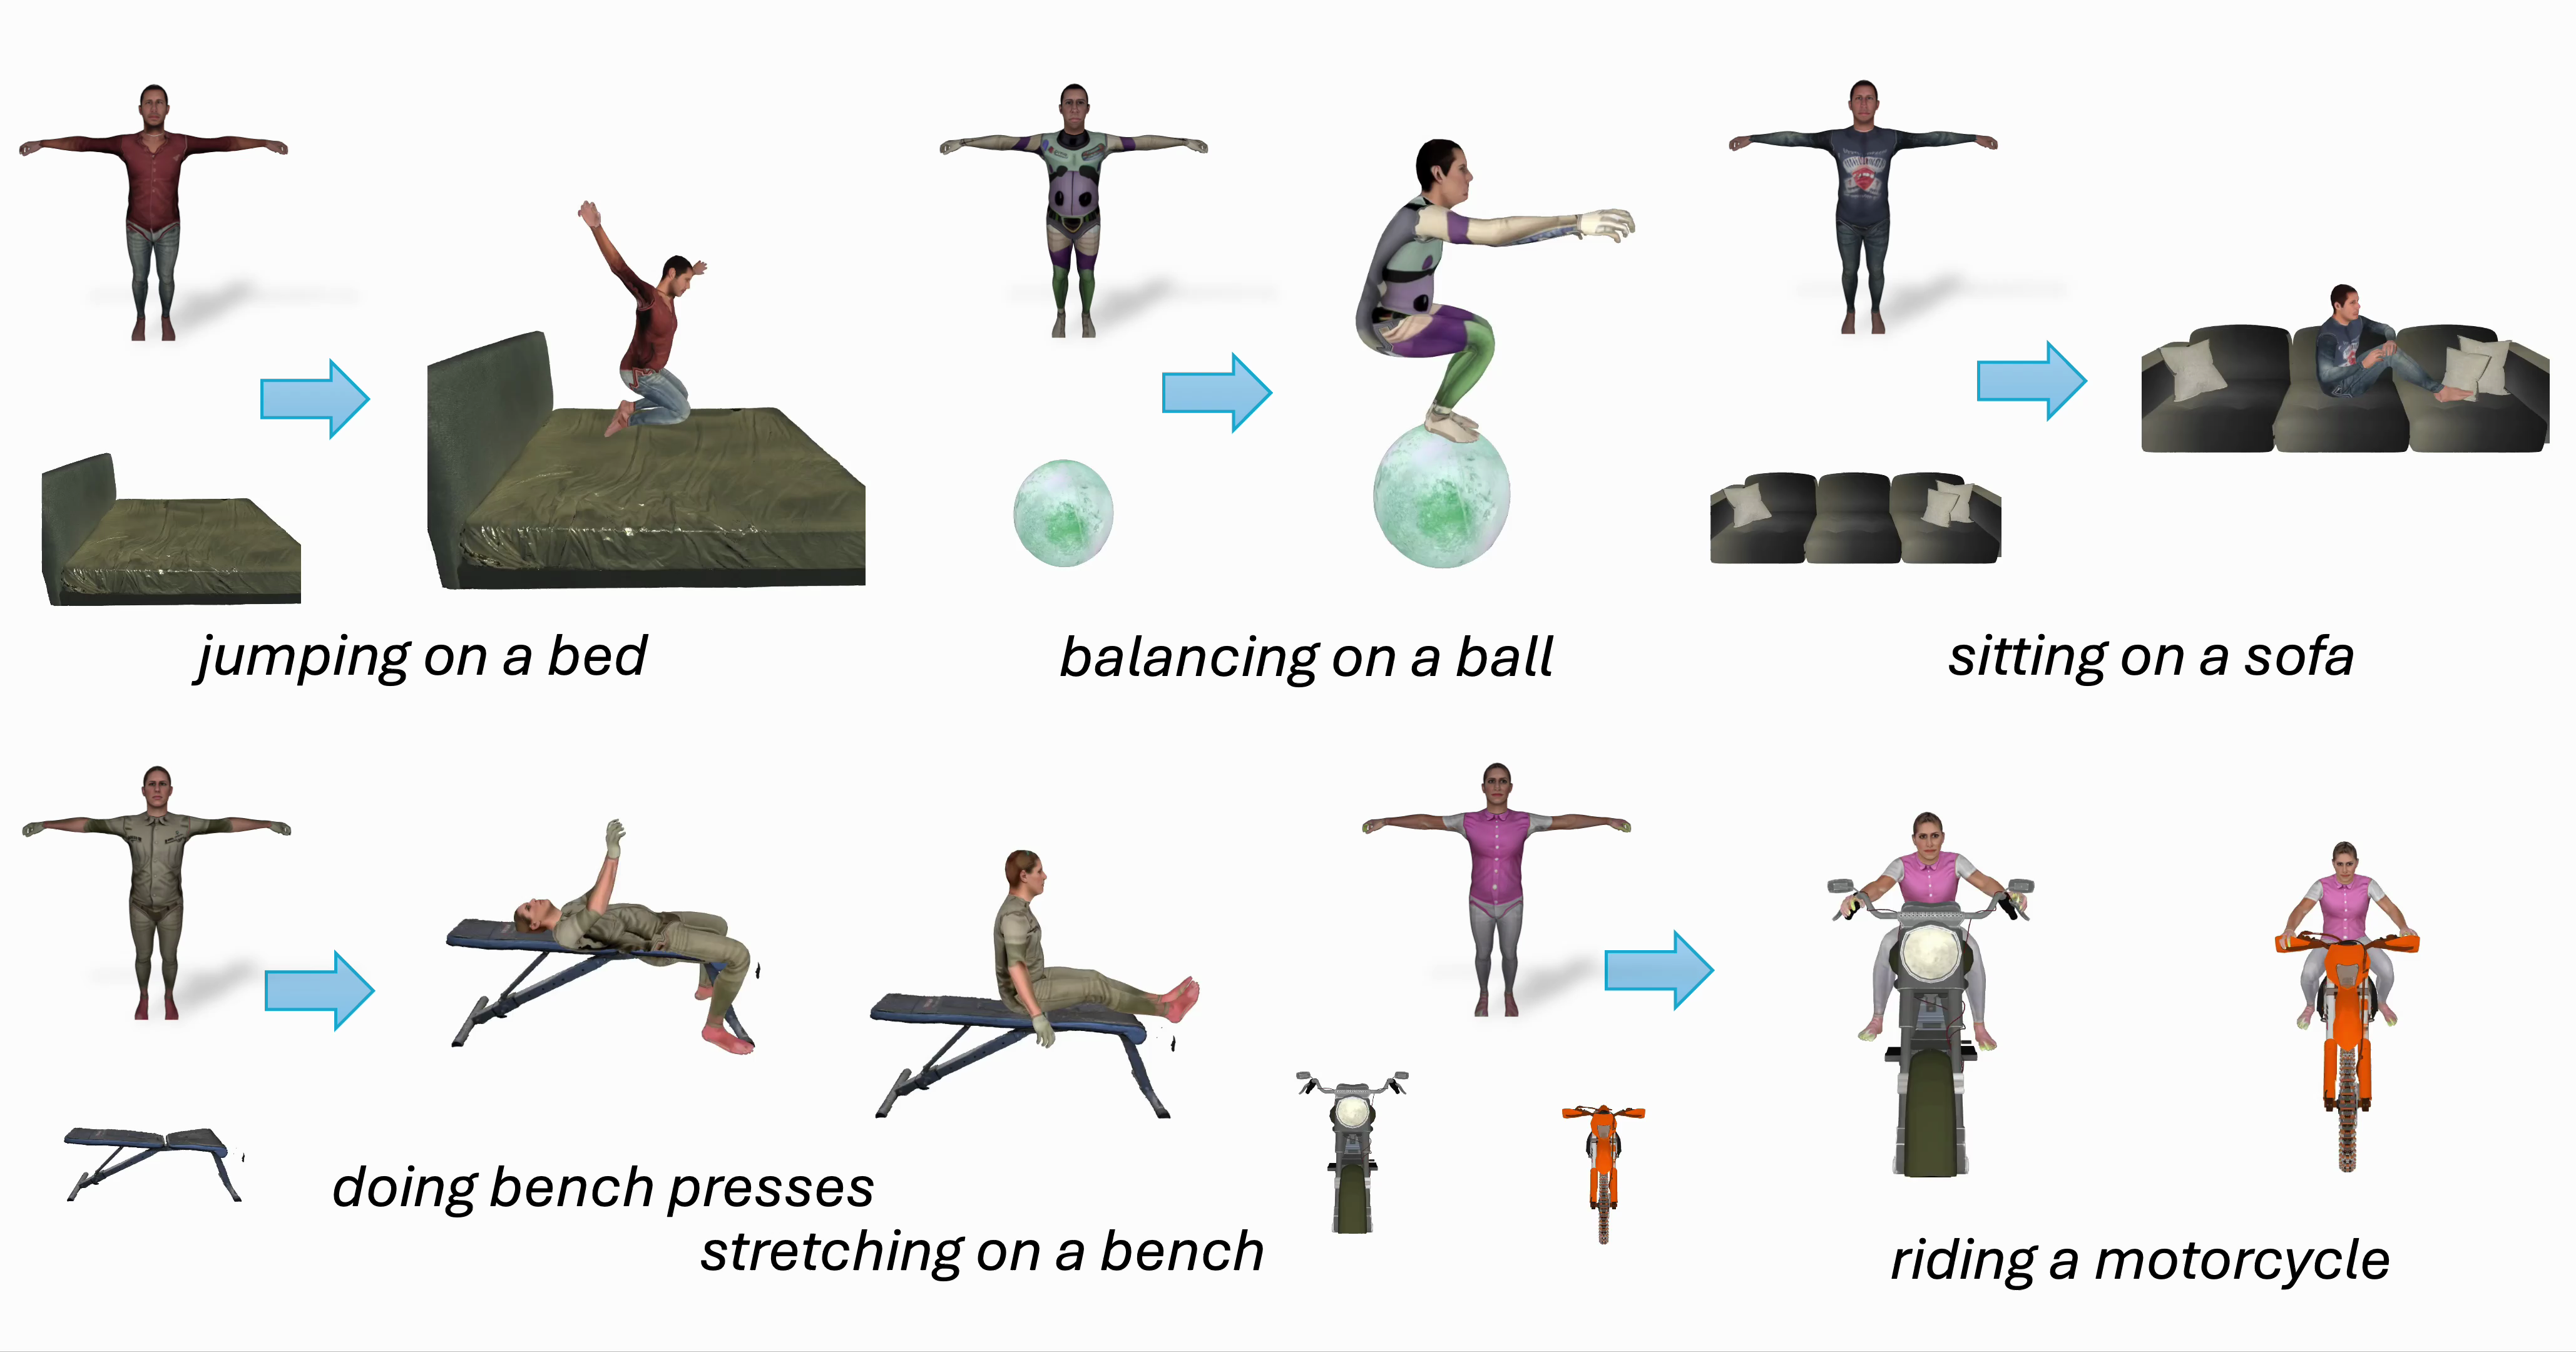 jumping on a bed
balancing on a ball
sitting on a sofa
doing bench presses
stretching on a bench
riding a motorcycle